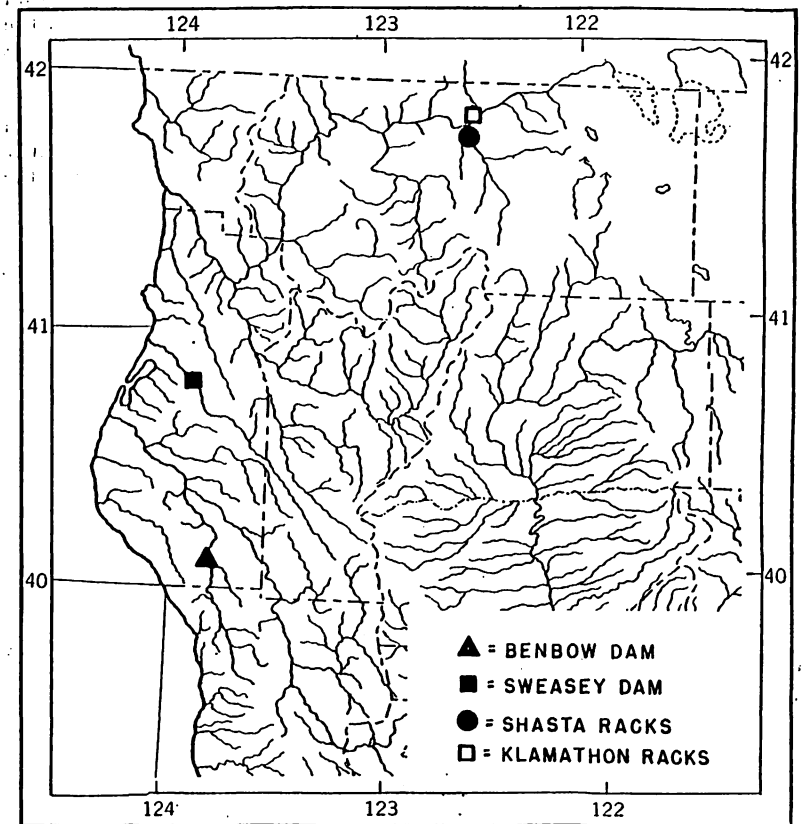 124 123 122
42 42
41 41
40 40
▲ = BENBOW DAM
■ = SWEASEY DAM
● = SHASTA RACKS
□ = KLAMATHON RACKS
124 123 122